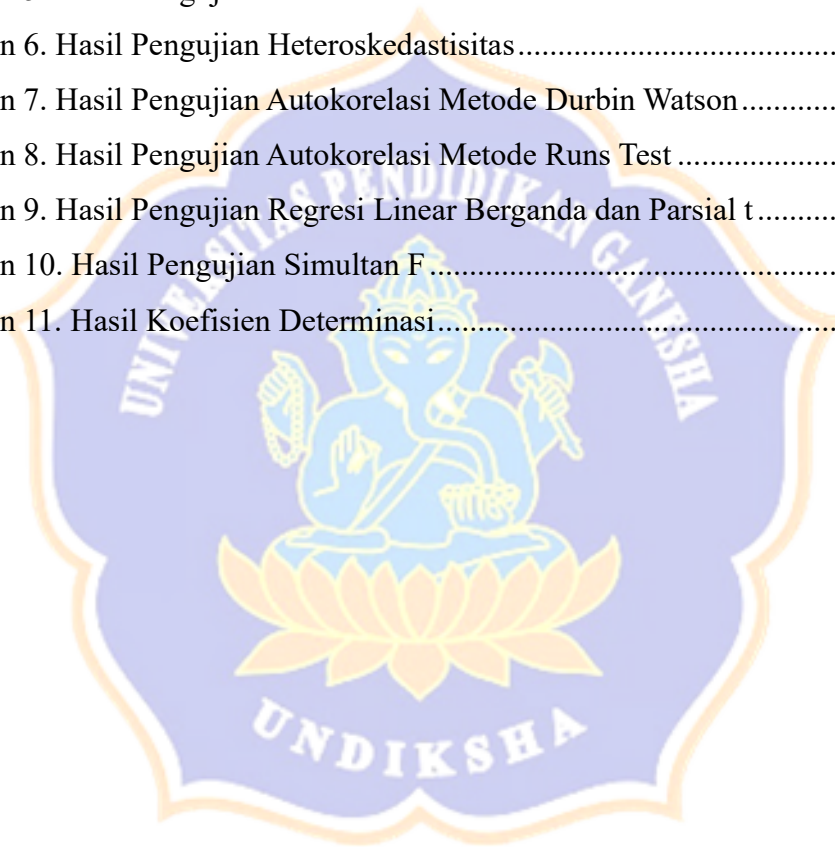 n 6. Hasil Pengujian Heteroskedastisitas....................................
n 7. Hasil Pengujian Autokorelasi Metode Durbin Watson............
n 8. Hasil Pengujian Autokorelasi Metode Runs Test....................
n 9. Hasil Pengujian Regresi Linear Berganda dan Parsial t..........
n 10. Hasil Pengujian Simultan F..............................................
n 11. Hasil Koefisien Determinasi.............................................
UNIVERSITAS PENDIDIKAN GANESHA
UNDIKSHA